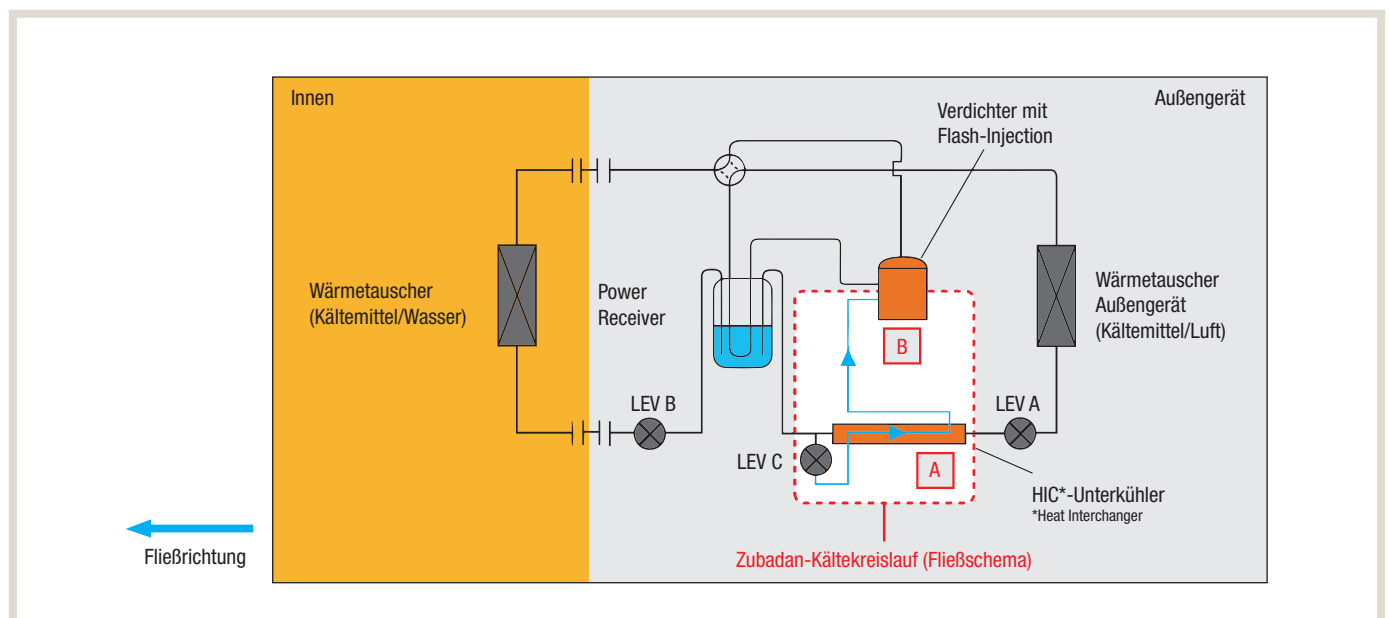 Innen
Außengerät
Verdichter mit
Flash-Injection
Wärmetauscher
(Kältemittel/Wasser)
Power
Receiver
Wärmetauscher
Außengerät
(Kältemittel/Luft)
B
LEV B
LEV A
LEV C
A
HIC*-Unterkühler
*Heat Interchanger
Fließrichtung
Zubadan-Kältekreislauf (Fließschema)